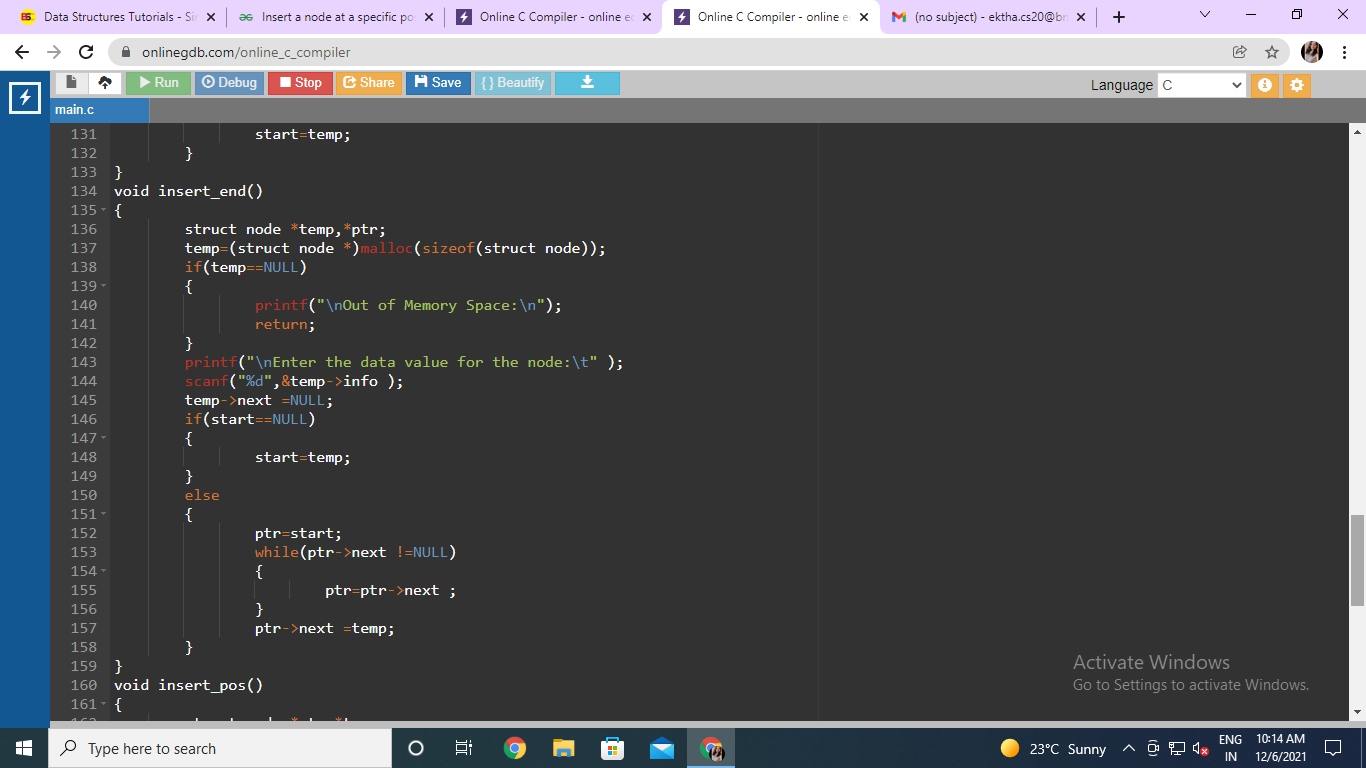 Data Structures Tutorials - Si
Insert a node at a specific po
Online C Compiler - online e
Online C Compiler - online e
(no subject) - ektha.cs20@bm
onlinegdb.com/online_c_compiler
Run
Debug
Stop
Share
Save
{ } Beautify
Language C
main.c
131 start=temp;
132 }
133 }
134 void insert_end()
135 {
136 struct node *temp,*ptr;
137 temp=(struct node *)malloc(sizeof(struct node));
138 if(temp==NULL)
139 {
140 printf("\nOut of Memory Space:\n");
141 return;
142 }
143 printf("\nEnter the data value for the node:\t" );
144 scanf("%d",&temp->info );
145 temp->next =NULL;
146 if(start==NULL)
147 {
148 start=temp;
149 }
150 else
151 {
152 ptr=start;
153 while(ptr->next !=NULL)
154 {
155 ptr=ptr->next ;
156 }
157 ptr->next =temp;
158 }
159 }
160 void insert_pos()
161 {
Activate Windows
Go to Settings to activate Windows.
Type here to search
23°C Sunny
ENG
IN
10:14 AM
12/6/2021